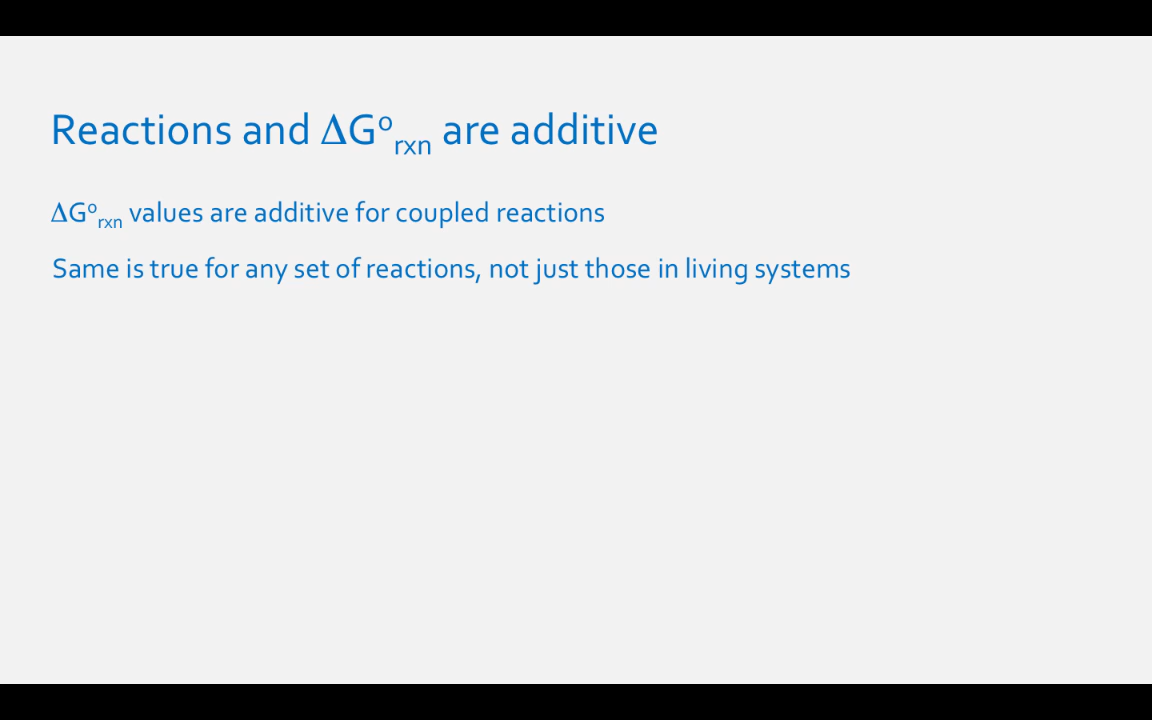 Reactions and ΔG°rxn are additive
ΔG°rxn values are additive for coupled reactions
Same is true for any set of reactions, not just those in living systems